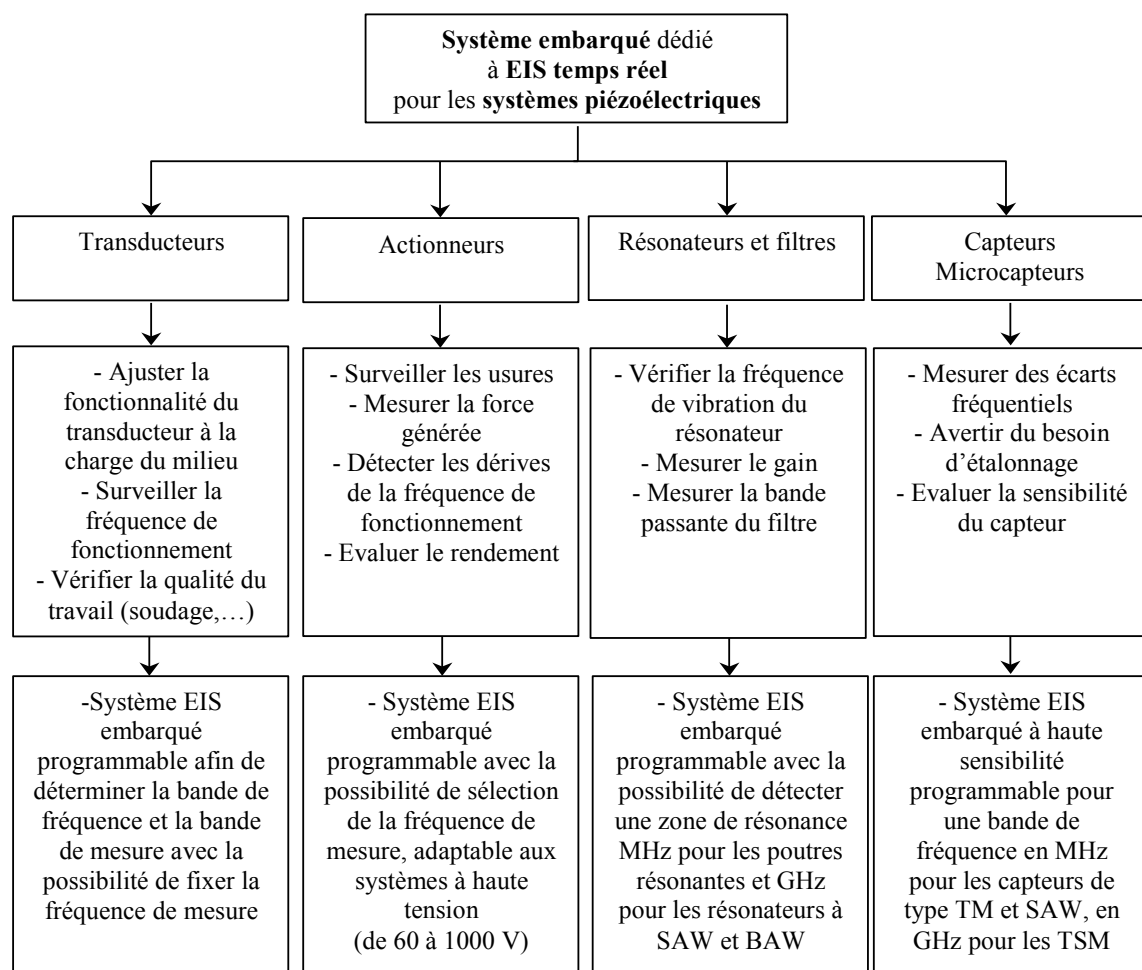 Système embarqué dédié
à EIS temps réel
pour les systèmes piézoélectriques
Transducteurs
Actionneurs
Résonateurs et filtres
Capteurs
Microcapteurs
- Ajuster la
fonctionnalité du
transducteur à la
charge du milieu
- Surveiller la
fréquence de
fonctionnement
- Vérifier la qualité du
travail (soudage,…)
- Surveiller les usures
- Mesurer la force
générée
- Détecter les dérives
de la fréquence de
fonctionnement
- Evaluer le rendement
- Vérifier la fréquence
de vibration du
résonateur
- Mesurer le gain
- Mesurer la bande
passante du filtre
- Mesurer des écarts
fréquentiels
- Avertir du besoin
d’étalonnage
- Evaluer la sensibilité
du capteur
-Système EIS
embarqué
programmable afin de
déterminer la bande de
fréquence et la bande
de mesure avec la
possibilité de fixer la
fréquence de mesure
- Système EIS
embarqué
programmable avec la
possibilité de sélection
de la fréquence de
mesure, adaptable aux
systèmes à haute
tension
(de 60 à 1000 V)
- Système EIS
embarqué
programmable avec la
possibilité de détecter
une zone de résonance
MHz pour les poutres
résonantes et GHz
pour les résonateurs à
SAW et BAW
- Système EIS
embarqué à haute
sensibilité
programmable pour
une bande de
fréquence en MHz
pour les capteurs de
type TM et SAW, en
GHz pour les TSM